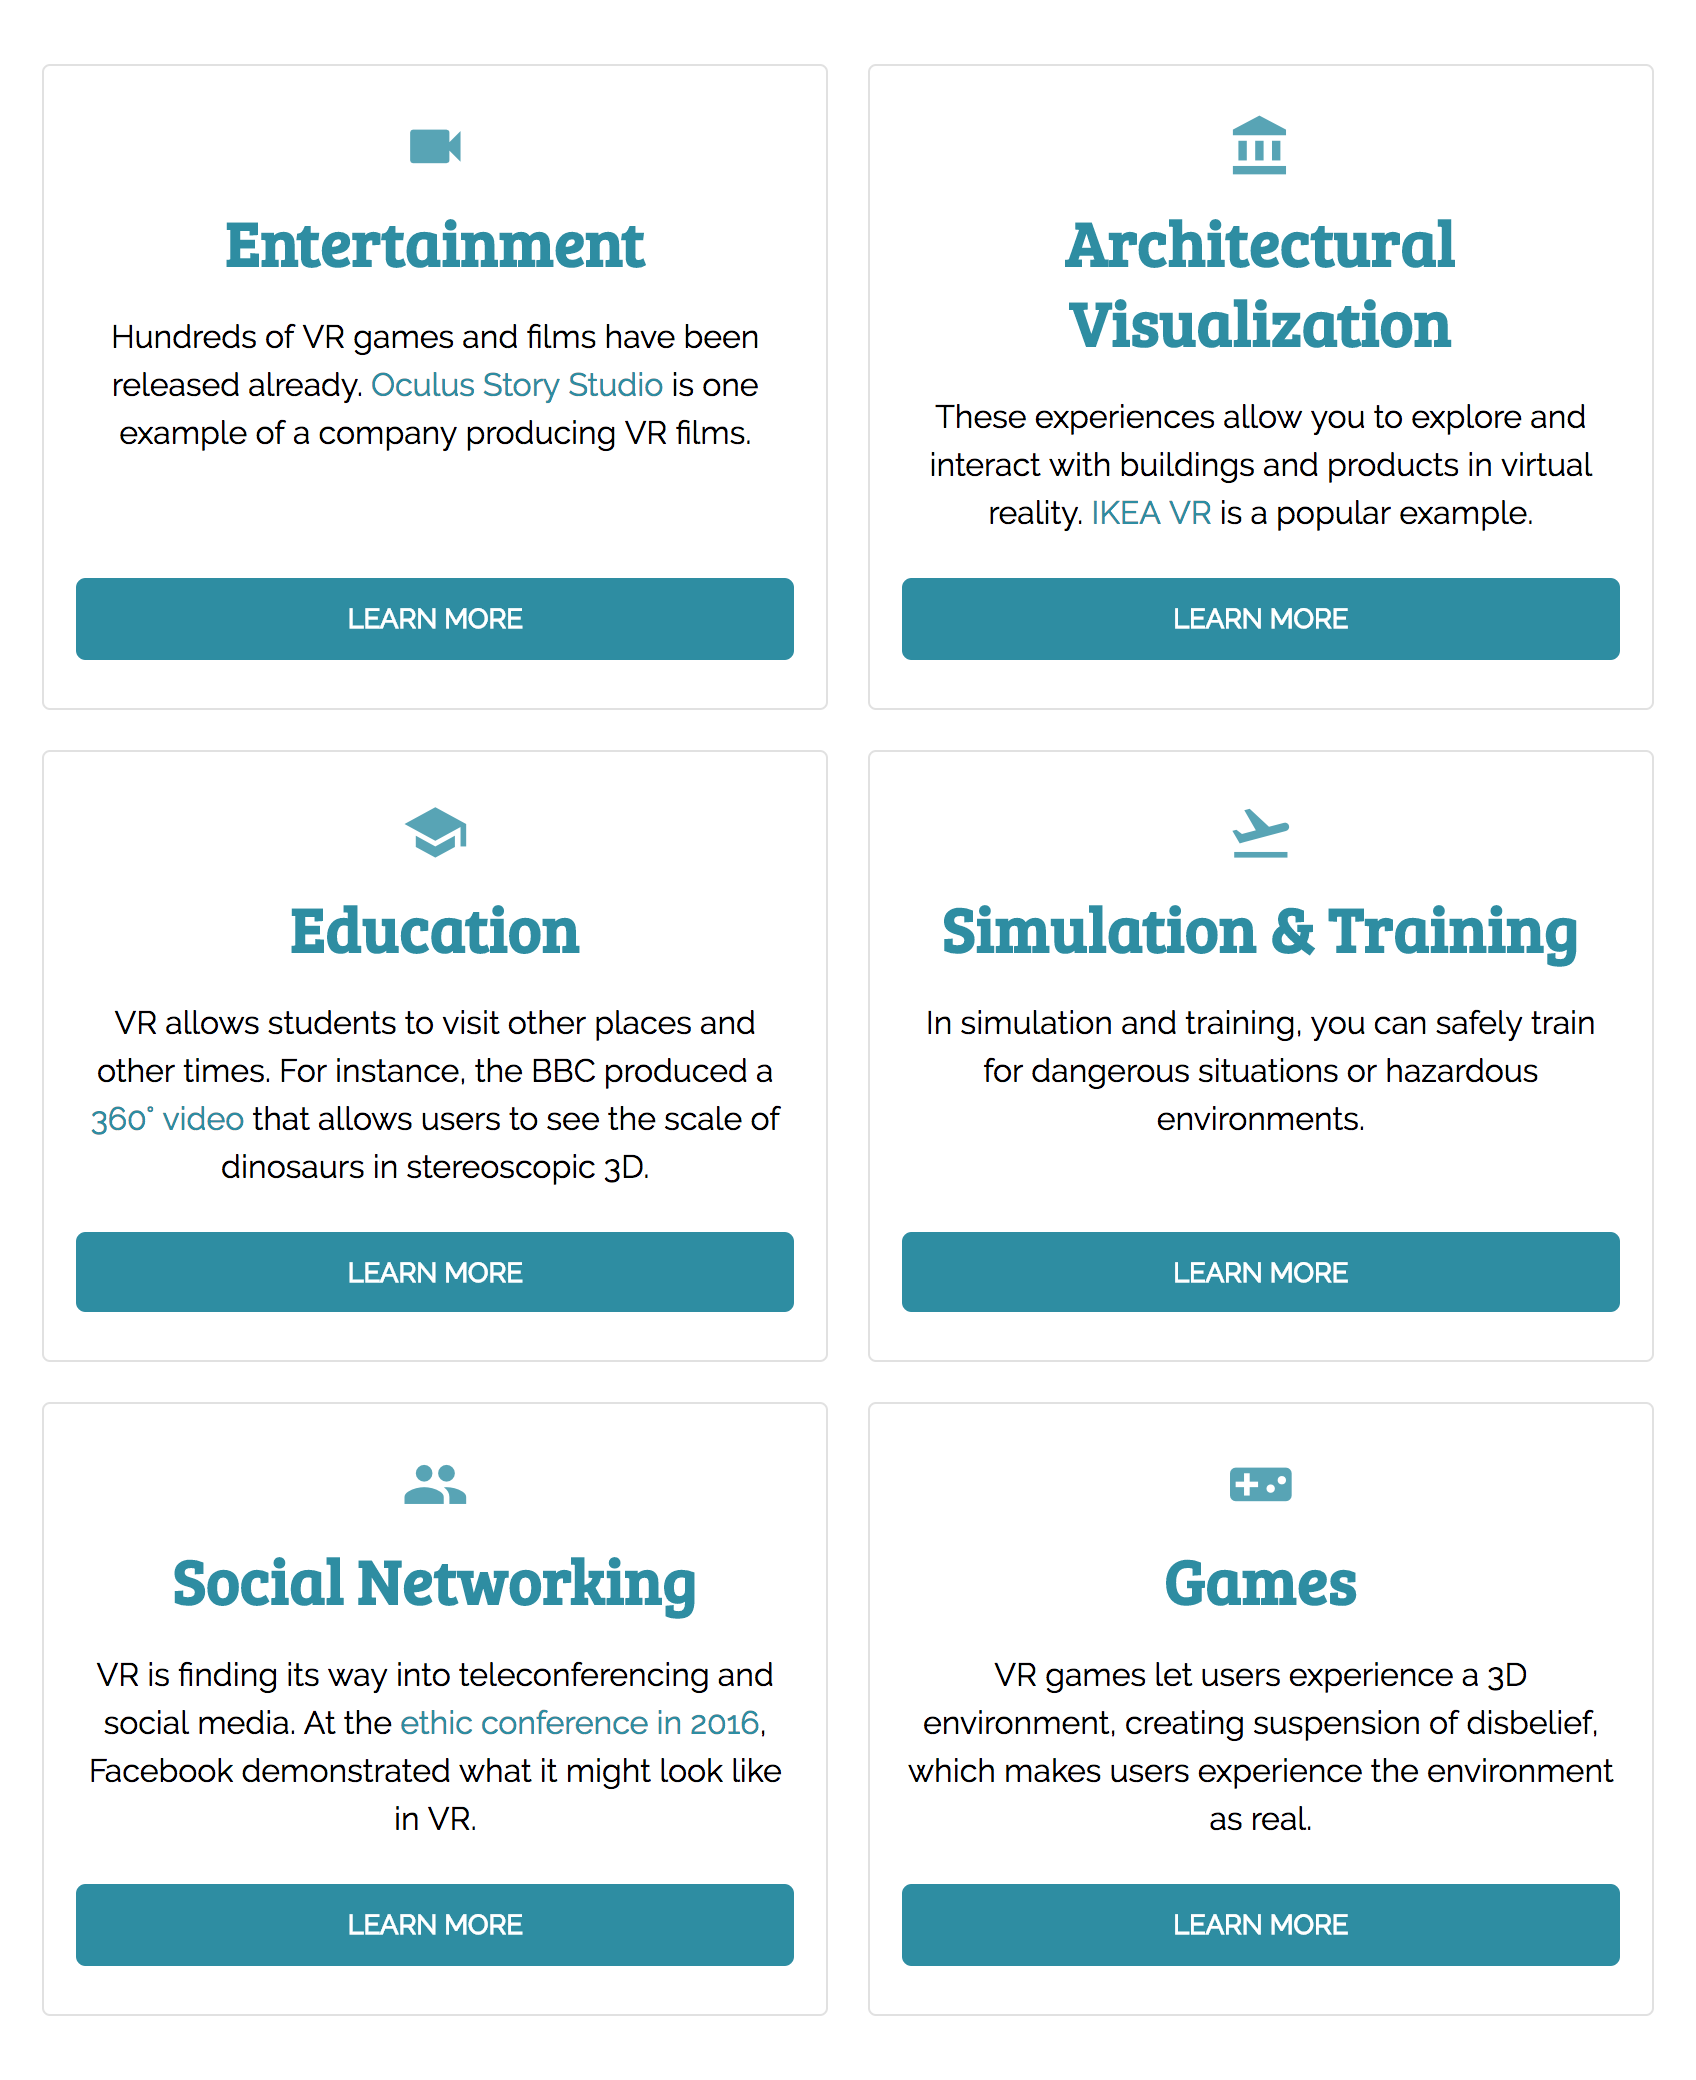 Entertainment
Hundreds of VR games and films have been
released already. Oculus Story Studio is one
example of a company producing VR films.
LEARN MORE
Architectural
Visualization
These experiences allow you to explore and
interact with buildings and products in virtual
reality. IKEA VR is a popular example.
LEARN MORE
Education
VR allows students to visit other places and
other times. For instance, the BBC produced a
360° video that allows users to see the scale of
dinosaurs in stereoscopic 3D.
LEARN MORE
Simulation & Training
In simulation and training, you can safely train
for dangerous situations or hazardous
environments.
LEARN MORE
Social Networking
VR is finding its way into teleconferencing and
social media. At the ethic conference in 2016,
Facebook demonstrated what it might look like
in VR.
LEARN MORE
Games
VR games let users experience a 3D
environment, creating suspension of disbelief,
which makes users experience the environment
as real.
LEARN MORE